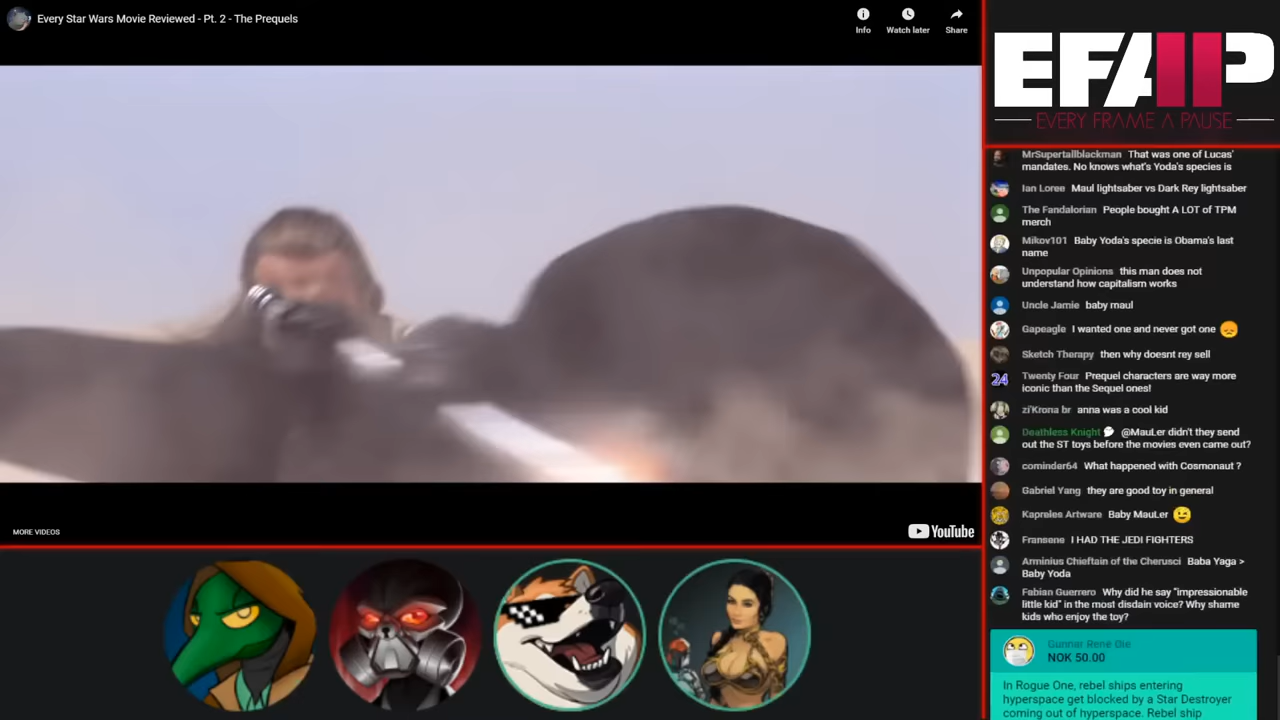 Every Star Wars Movie Reviewed - Pt. 2 - The Prequels
Info
Watch later
Share
MORE VIDEOS
YouTube
EFAP
EVERY FRAME A PAUSE
MrSupertallblackman That was one of Lucas'
mandates. No knows what's Yoda's species is
Ian Loree Maul lightsaber vs Dark Rey lightsaber
The Fandalorian People bought A LOT of TPM
merch
Mikov101 Baby Yoda's specie is Obama's last
name
Unpopular Opinions this man does not
understand how capitalism works
Uncle Jamie baby maul
Gapeagle I wanted one and never got one
Sketch Therapy then why doesnt rey sell
24
Twenty Four Prequel characters are way more
iconic than the Sequel ones!
zi'Krona br anna was a cool kid
Deathless Knight @MauLer didn't they send
out the ST toys before the movies even came out?
cominder64 What happened with Cosmonaut ?
Gabriel Yang they are good toy in general
Kapreles Artware Baby MauLer
Fransene I HAD THE JEDI FIGHTERS
Arminius Chieftain of the Cherusci Baba Yaga >
Baby Yoda
Fabian Guerrero Why did he say "impressionable
little kid" in the most disdain voice? Why shame
kids who enjoy the toy?
Gunnar René Øie
NOK 50.00
In Rogue One, rebel ships entering
hyperspace get blocked by a Star Destroyer
coming out of hyperspace. Rebel ship